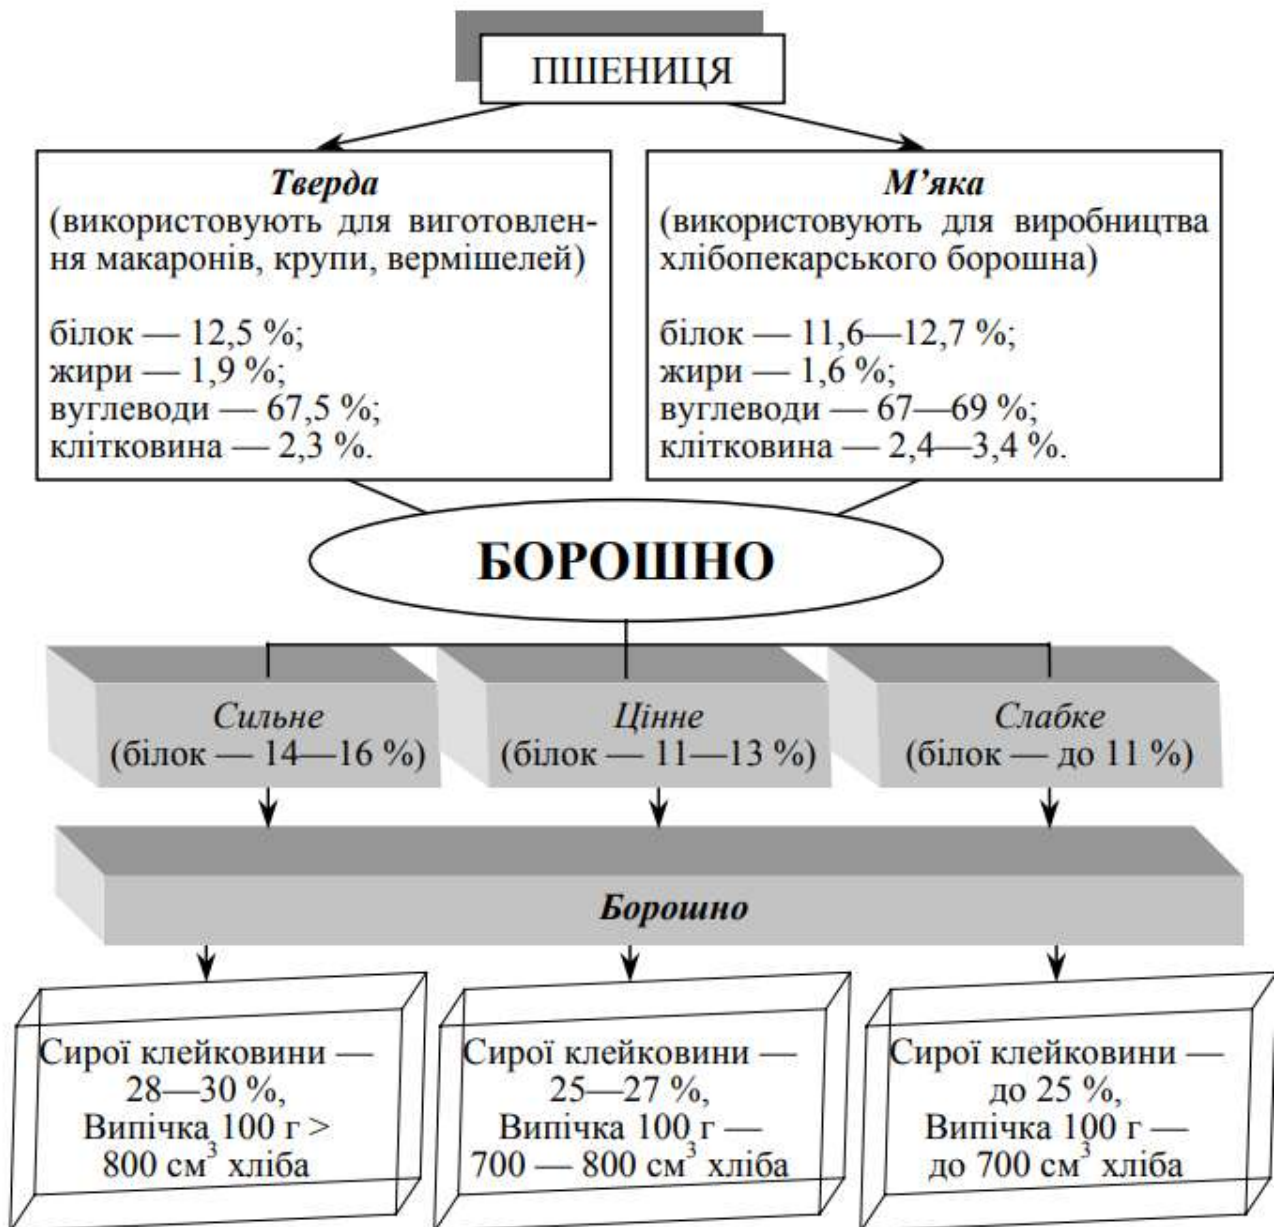 ПШЕНИЦЯ
Тверда
(використовують для виготовлен-
ня макаронів, крупи, вермішелей)
білок — 12,5 %;
жири — 1,9 %;
вуглеводи — 67,5 %;
клітковина — 2,3 %.
М’яка
(використовують для виробництва
хлібопекарського борошна)
білок — 11,6—12,7 %;
жири — 1,6 %;
вуглеводи — 67—69 %;
клітковина — 2,4—3,4 %.
БОРОШНО
Сильне
(білок — 14—16 %)
Цінне
(білок — 11—13 %)
Слабке
(білок — до 11 %)
Борошно
Сирої клейковини —
28—30 %,
Випічка 100 г >
800 см³ хліба
Сирої клейковини —
25—27 %,
Випічка 100 г —
700 — 800 см³ хліба
Сирої клейковини —
до 25 %,
Випічка 100 г —
до 700 см³ хліба